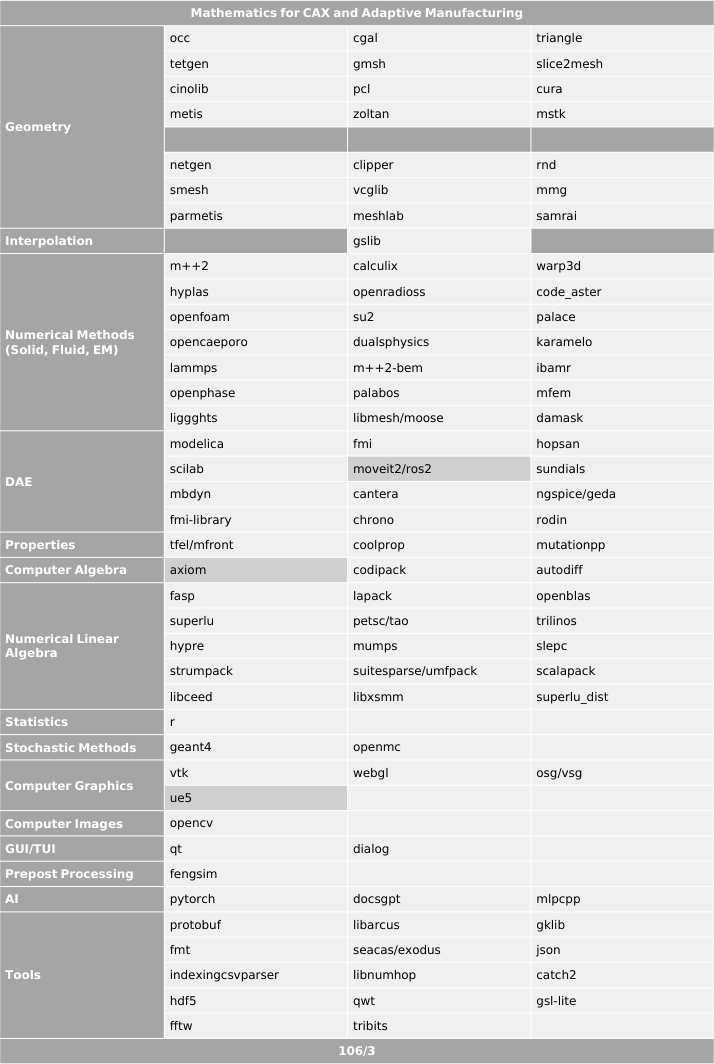 Mathematics for CAX and Adaptive Manufacturing
Geometry
occ cgal triangle
tetgen gmsh slice2mesh
cinolib pcl cura
metis zoltan mstk
netgen clipper rnd
smesh vcglib mmg
parmetis meshlab samrai
Interpolation gslib
Numerical Methods
(Solid, Fluid, EM)
m++2 calculix warp3d
hyplas openradioss code_aster
openfoam su2 palace
opencaeporo dualsphysics karamelo
lammps m++2-bem ibamr
openphase palabos mfem
liggghts libmesh/moose damask
DAE
modelica fmi hopsan
scilab moveit2/ros2 sundials
mbdyn cantera ngspice/geda
fmi-library chrono rodin
Properties tfel/mfront coolprop mutationpp
Computer Algebra axiom codipack autodiff
Numerical Linear
Algebra
fasp lapack openblas
superlu petsc/tao trilinos
hypre mumps slepc
strumpack suitesparse/umfpack scalapack
libceed libxsmm superlu_dist
Statistics r
Stochastic Methods geant4 openmc
Computer Graphics
vtk webgl osg/vsg
ue5
Computer Images opencv
GUI/TUI qt dialog
Prepost Processing fengsim
AI pytorch docsgpt mlpcpp
Tools
protobuf libarcus gklib
fmt seacas/exodus json
indexingcsvparser libnumhop catch2
hdf5 qwt gsl-lite
fftw tribits
106/3